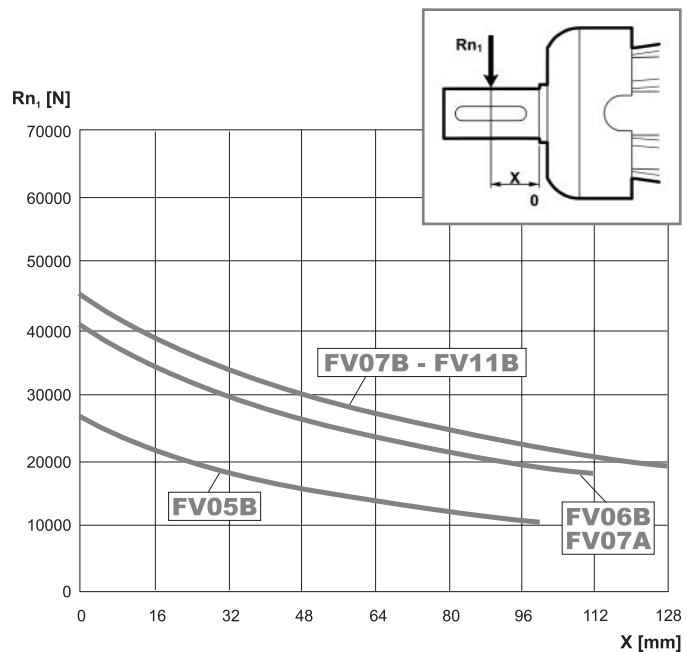 Rn₁
X
0
Rn₁ [N]
70000
60000
50000
40000
30000
20000
10000
0
FV07B - FV11B
FV05B
FV06B
FV07A
0 16 32 48 64 80 96 112 128
X [mm]